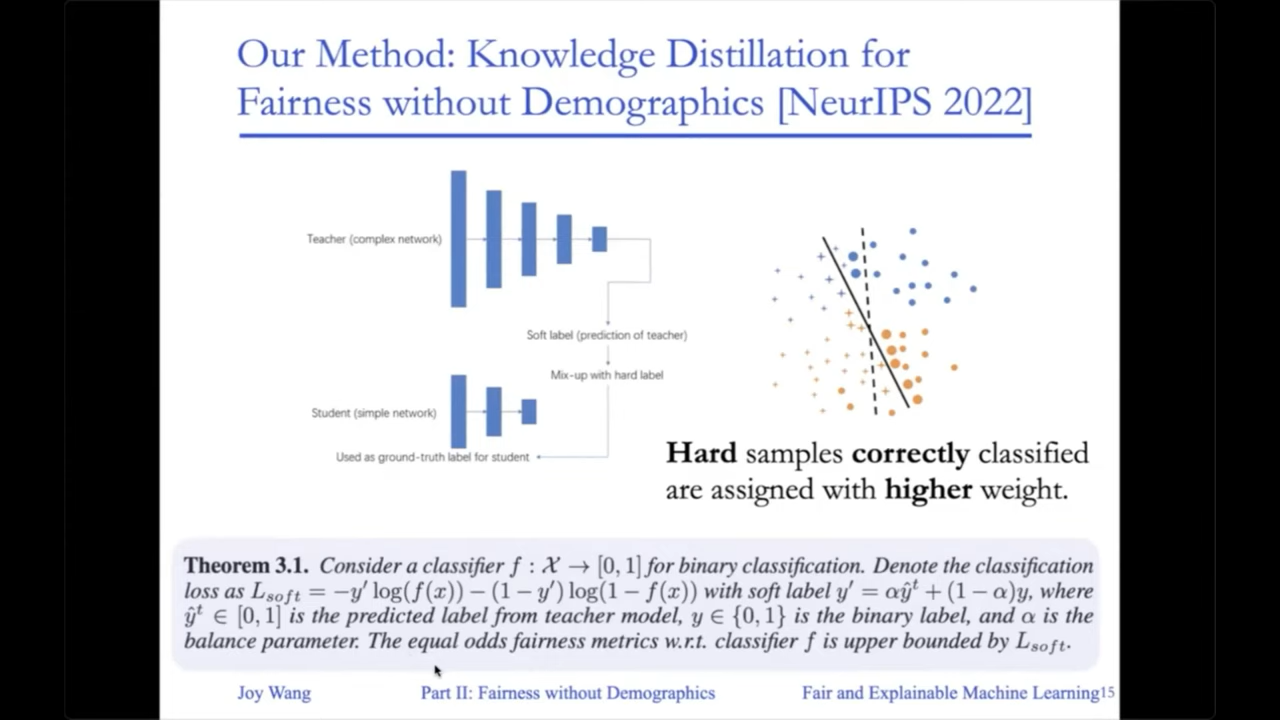 Our Method: Knowledge Distillation for
Fairness without Demographics [NeurIPS 2022]
Teacher (complex network)
Soft label (prediction of teacher)
Mix-up with hard label
Student (simple network)
Used as ground-truth label for student
Hard samples correctly classified
are assigned with higher weight.
Theorem 3.1. Consider a classifier f : 𝒳 → [0, 1] for binary classification. Denote the classification
loss as L_soft = −y′ log(f(x)) − (1 − y′) log(1 − f(x)) with soft label y′ = αŷᵗ + (1 − α)y, where
ŷᵗ ∈ [0, 1] is the predicted label from teacher model, y ∈ {0, 1} is the binary label, and α is the
balance parameter. The equal odds fairness metrics w.r.t. classifier f is upper bounded by L_soft.
Joy Wang
Part II: Fairness without Demographics
Fair and Explainable Machine Learning
15